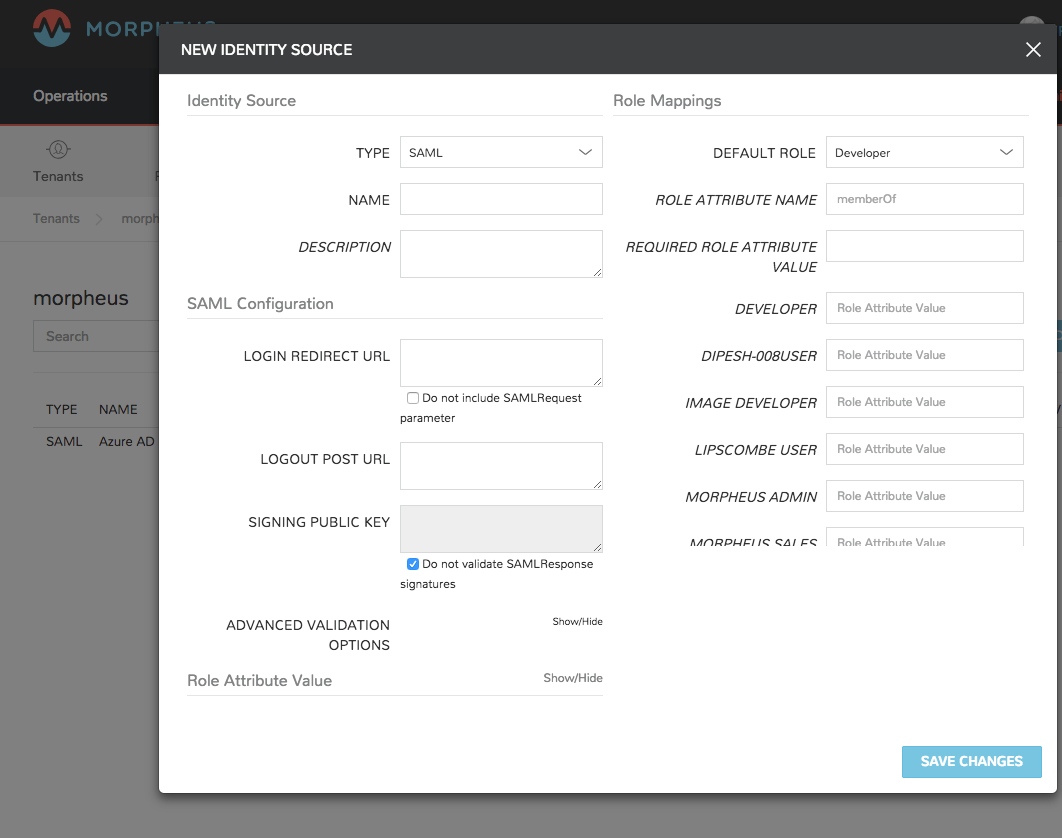 MORPHEUS
NEW IDENTITY SOURCE
Operations
Tenants
Tenants
morph
morpheus
Search
TYPE NAME
SAML Azure AD
Identity Source
TYPE SAML
NAME
DESCRIPTION
SAML Configuration
LOGIN REDIRECT URL
Do not include SAMLRequest
parameter
LOGOUT POST URL
SIGNING PUBLIC KEY
Do not validate SAMLResponse
signatures
ADVANCED VALIDATION
OPTIONS
Show/Hide
Role Attribute Value Show/Hide
Role Mappings
DEFAULT ROLE Developer
ROLE ATTRIBUTE NAME memberOf
REQUIRED ROLE ATTRIBUTE
VALUE
DEVELOPER Role Attribute Value
DIPESH-008USER Role Attribute Value
IMAGE DEVELOPER Role Attribute Value
LIPSCOMBE USER Role Attribute Value
MORPHEUS ADMIN Role Attribute Value
MORPHEUS SALES Role Attribute Value
SAVE CHANGES